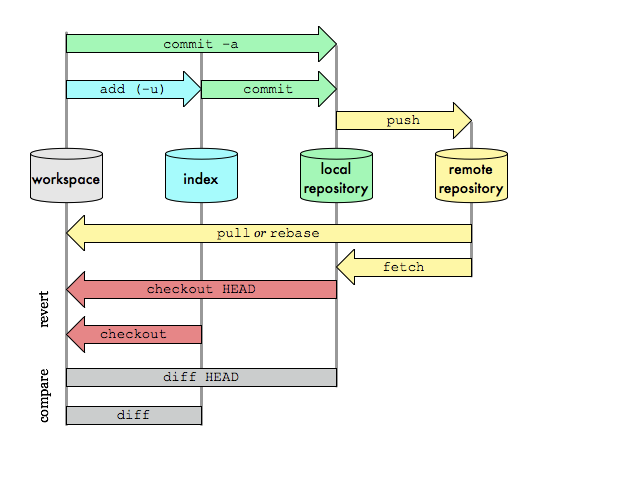 commit -a
add (-u)
commit
push
workspace
index
local
repository
remote
repository
pull or rebase
fetch
revert
checkout HEAD
checkout
compare
diff HEAD
diff